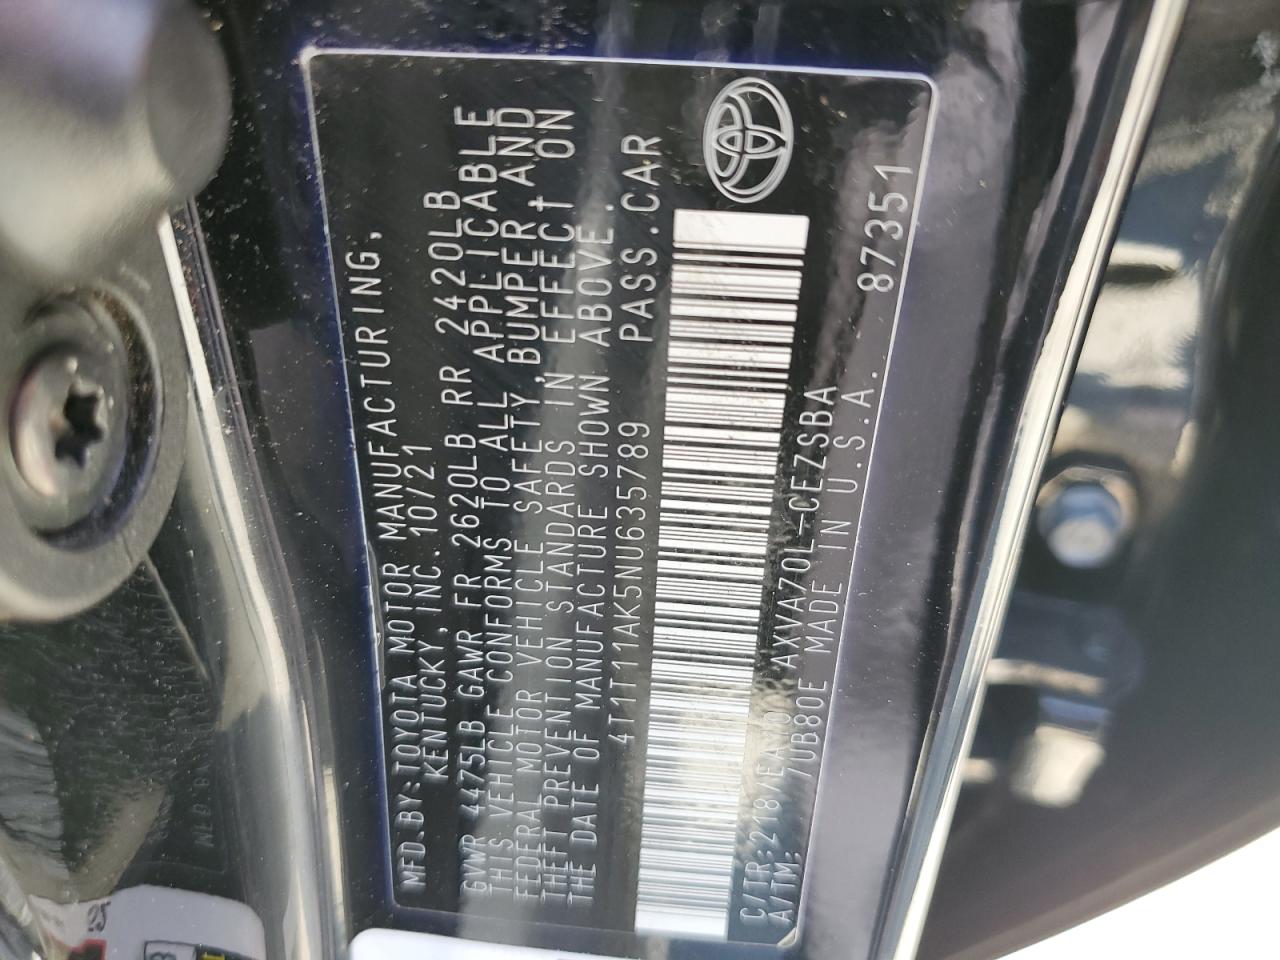 MFD.BY:TOYOTA MOTOR MANUFACTURING,
KENTUCKY, INC. 10/21
GVWR 4475LB GAWR FR 2620LB RR 2420LB
THIS VEHICLE CONFORMS TO ALL APPLICABLE
FEDERAL MOTOR VEHICLE SAFETY, BUMPER, AND
THEFT PREVENTION STANDARDS IN EFFECT ON
THE DATE OF MANUFACTURE SHOWN ABOVE.
4T1T11AK5NU635789 PASS.CAR
C/TR:218/EA10 AXVA70L-CEZSBA
A/TM: /UB80E MADE IN U.S.A. 87351